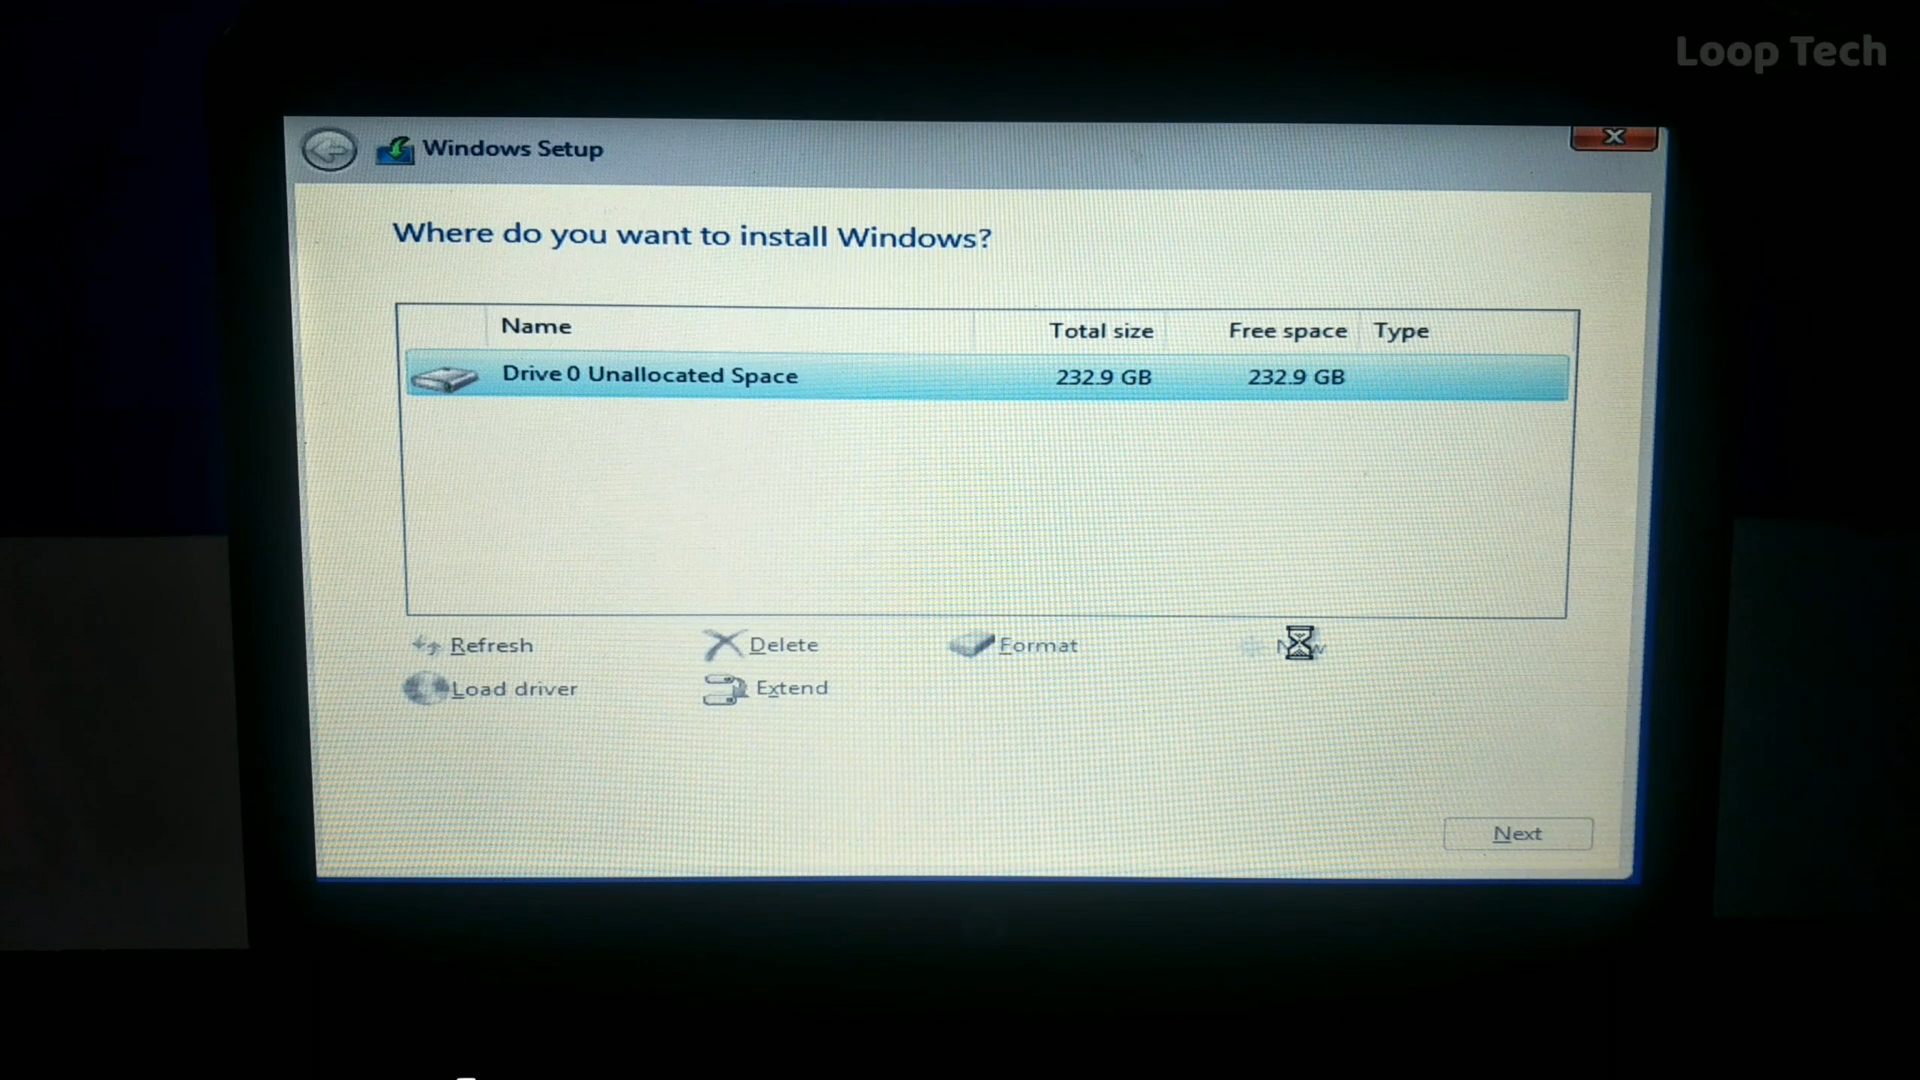 Loop Tech
Windows Setup
Where do you want to install Windows?
Name Total size Free space Type
Drive 0 Unallocated Space 232.9 GB 232.9 GB
Refresh Delete Format
Load driver Extend
Next